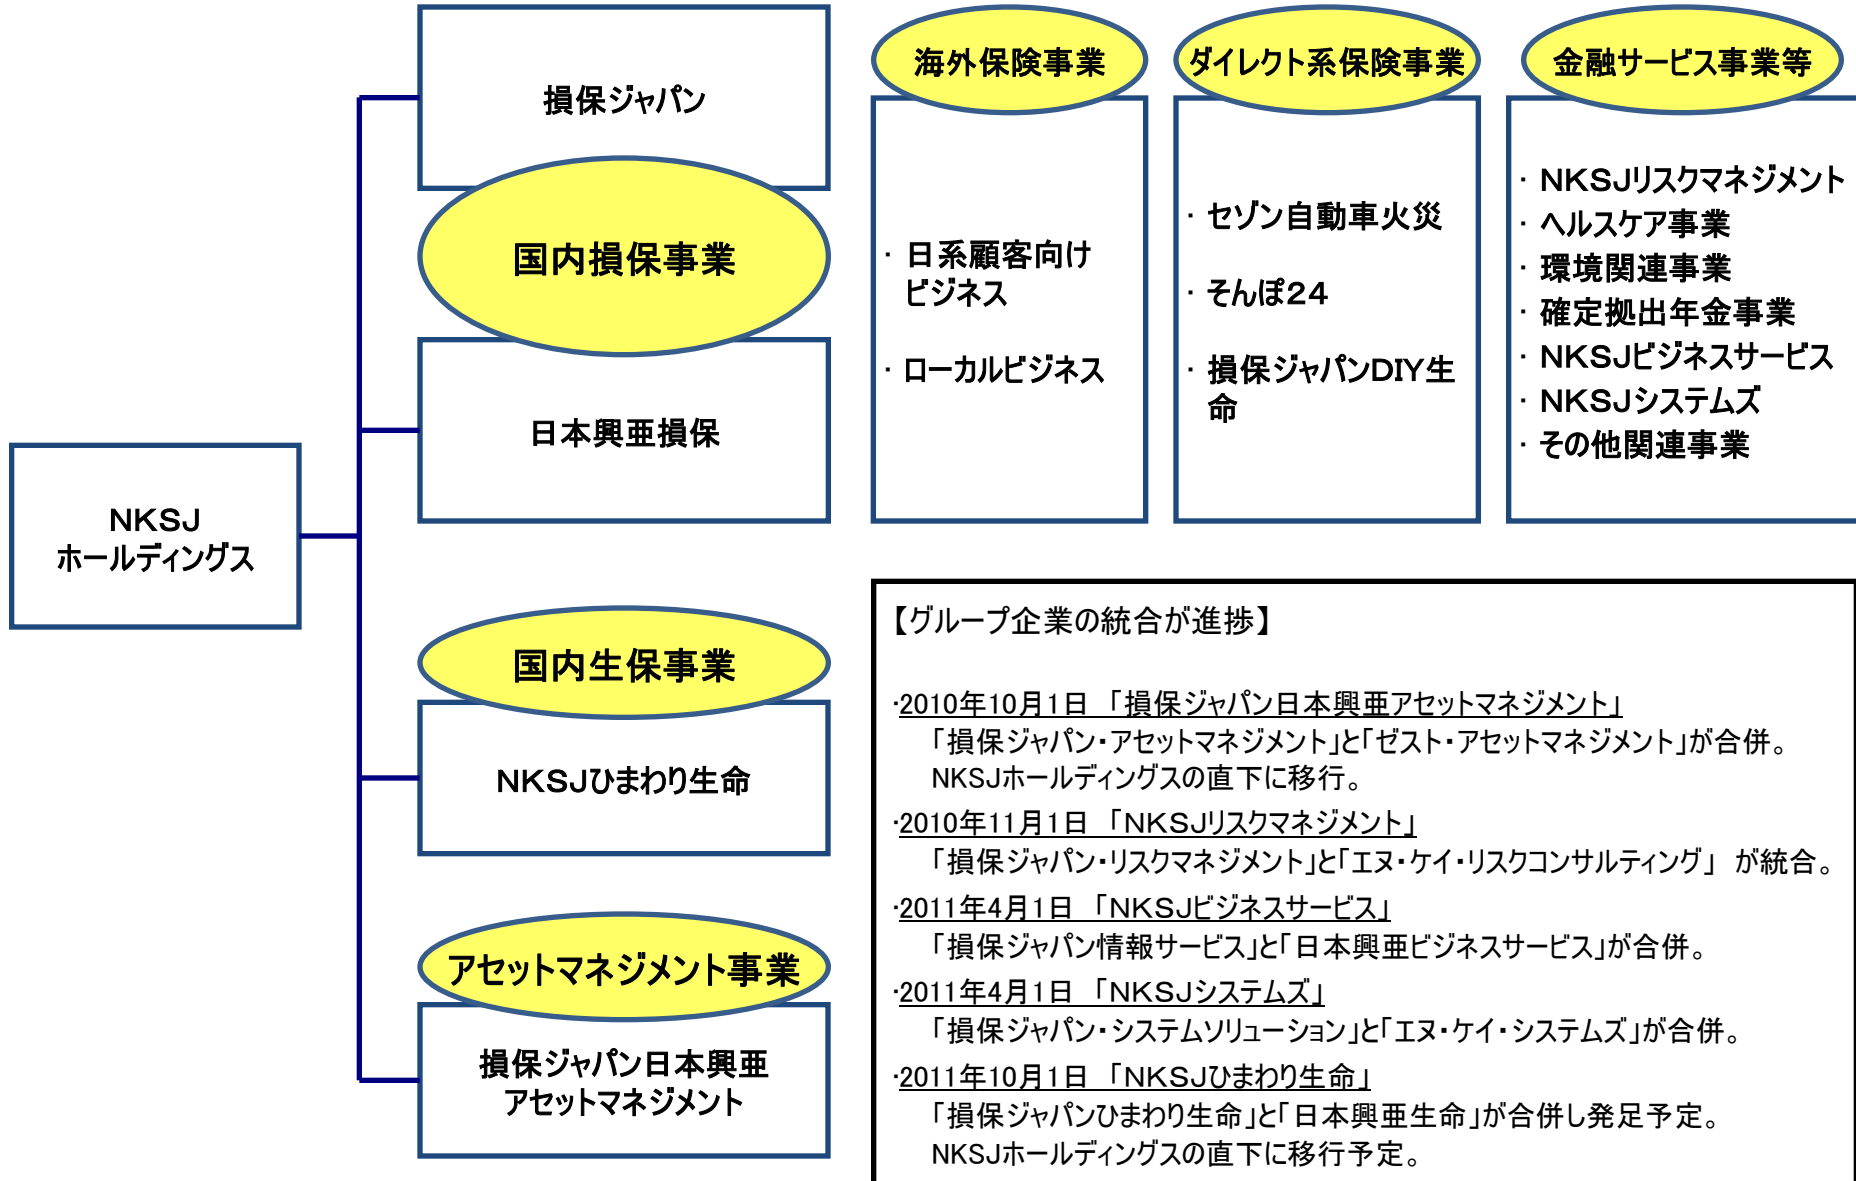 NKSJ
ホールディングス
損保ジャパン
国内損保事業
日本興亜損保
国内生保事業
NKSJひまわり生命
アセットマネジメント事業
損保ジャパン日本興亜
アセットマネジメント
海外保険事業
・ 日系顧客向け
ビジネス
・ ローカルビジネス
ダイレクト系保険事業
・ セゾン自動車火災
・ そんぽ24
・ 損保ジャパンDIY生
命
金融サービス事業等
・ NKSJリスクマネジメント
・ ヘルスケア事業
・ 環境関連事業
・ 確定拠出年金事業
・ NKSJビジネスサービス
・ NKSJシステムズ
・ その他関連事業
【グループ企業の統合が進捗】
・2010年10月1日 「損保ジャパン日本興亜アセットマネジメント」
「損保ジャパン・アセットマネジメント」と「ゼスト・アセットマネジメント」が合併。
NKSJホールディングスの直下に移行。
・2010年11月1日 「NKSJリスクマネジメント」
「損保ジャパン・リスクマネジメント」と「エヌ・ケイ・リスクコンサルティング」 が統合。
・2011年4月1日 「NKSJビジネスサービス」
「損保ジャパン情報サービス」と「日本興亜ビジネスサービス」が合併。
・2011年4月1日 「NKSJシステムズ」
「損保ジャパン・システムソリューション」と「エヌ・ケイ・システムズ」が合併。
・2011年10月1日 「NKSJひまわり生命」
「損保ジャパンひまわり生命」と「日本興亜生命」が合併し発足予定。
NKSJホールディングスの直下に移行予定。